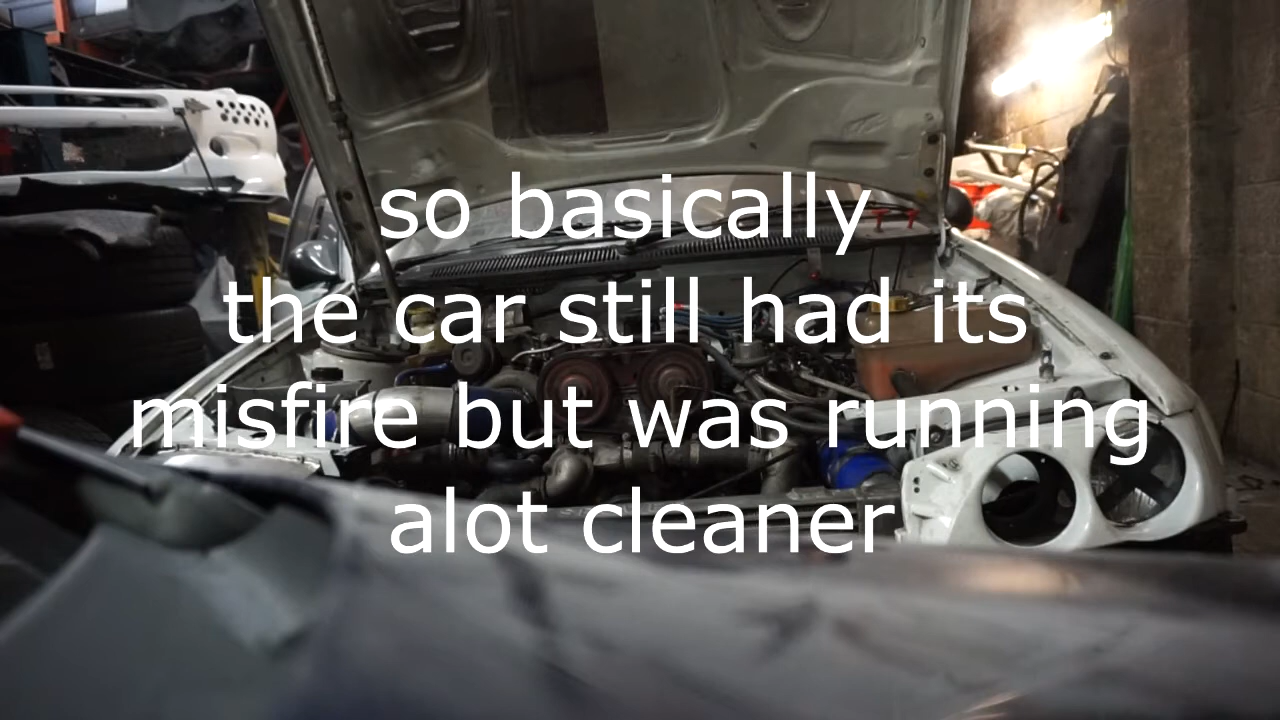 so basically
the car still had its
misfire but was running
alot cleaner